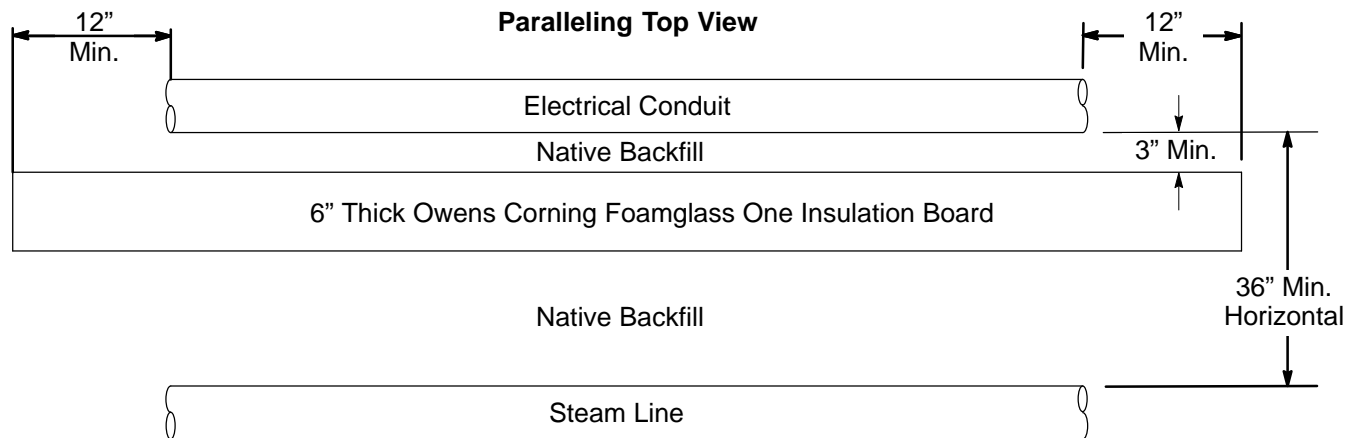 Paralleling Top View
12”
Min.
12”
Min.
Electrical Conduit
Native Backfill
3” Min.
6” Thick Owens Corning Foamglass One Insulation Board
36” Min.
Horizontal
Native Backfill
Steam Line